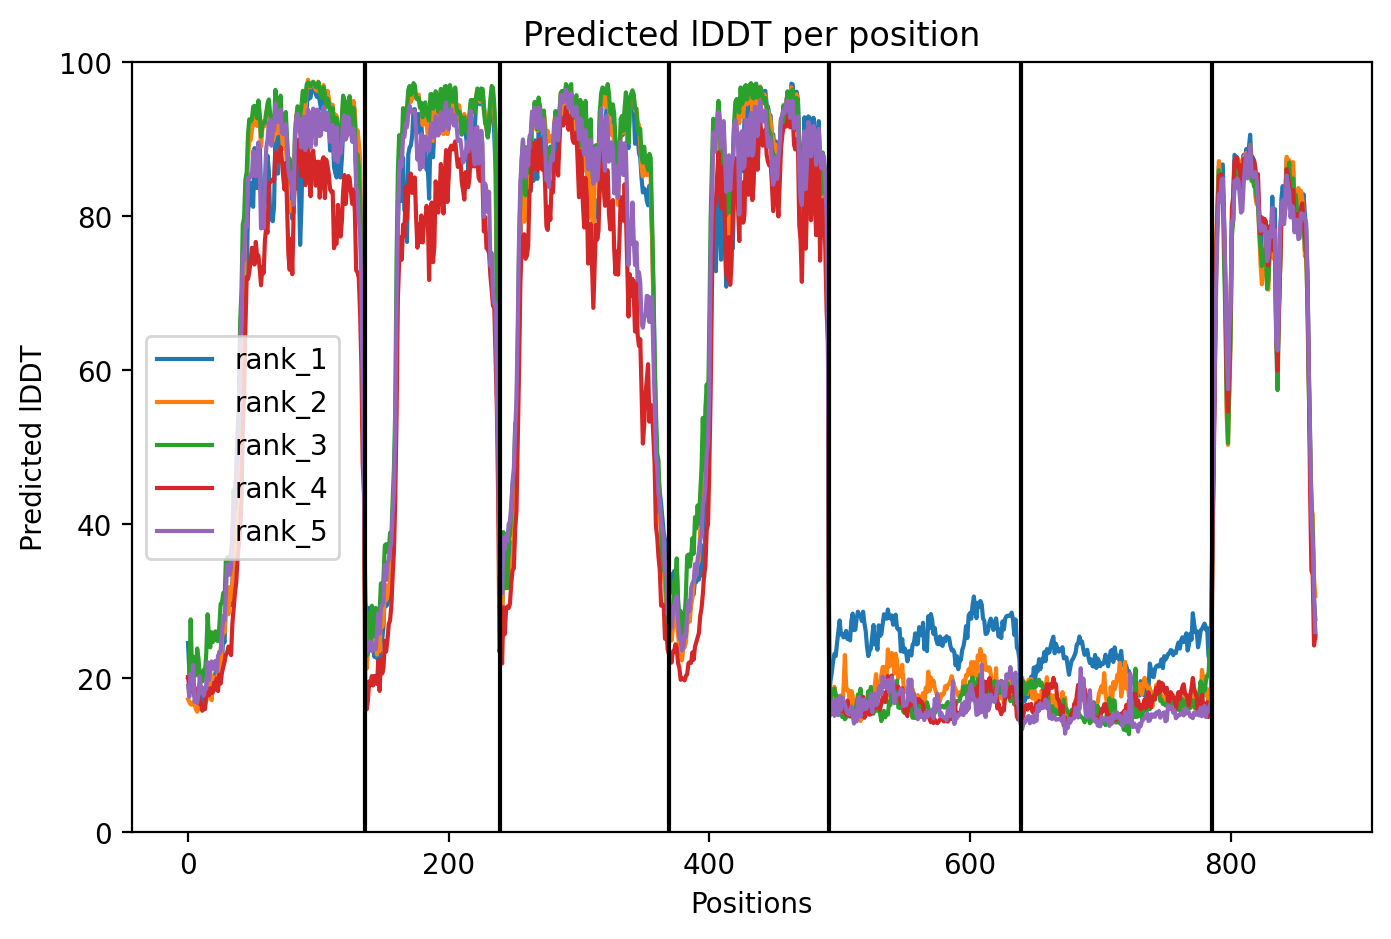 Predicted lDDT per position
100
80
60
40
20
0
Predicted lDDT
rank_1
rank_2
rank_3
rank_4
rank_5
0
200
400
600
800
Positions